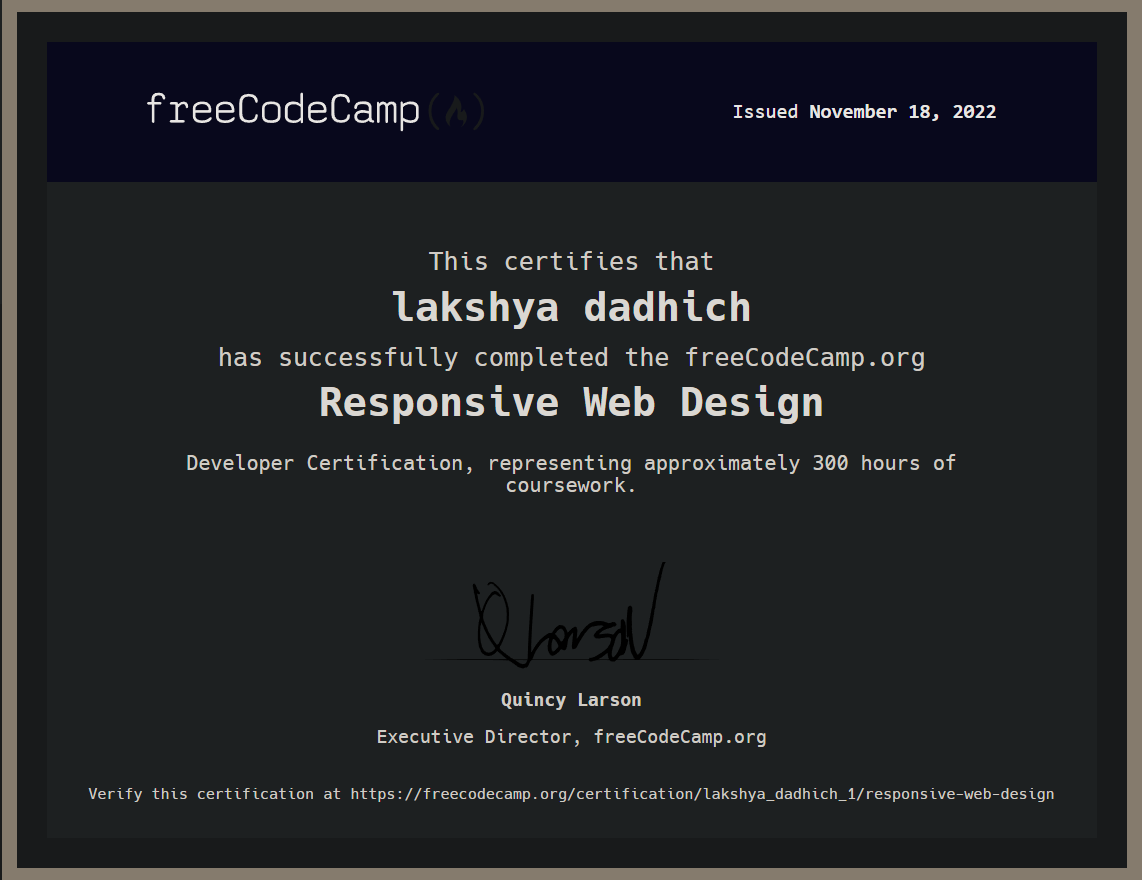 freeCodeCamp
Issued November 18, 2022
This certifies that
lakshya dadhich
has successfully completed the freeCodeCamp.org
Responsive Web Design
Developer Certification, representing approximately 300 hours of
coursework.
Q Larson
Quincy Larson
Executive Director, freeCodeCamp.org
Verify this certification at https://freecodecamp.org/certification/lakshya_dadhich_1/responsive-web-design